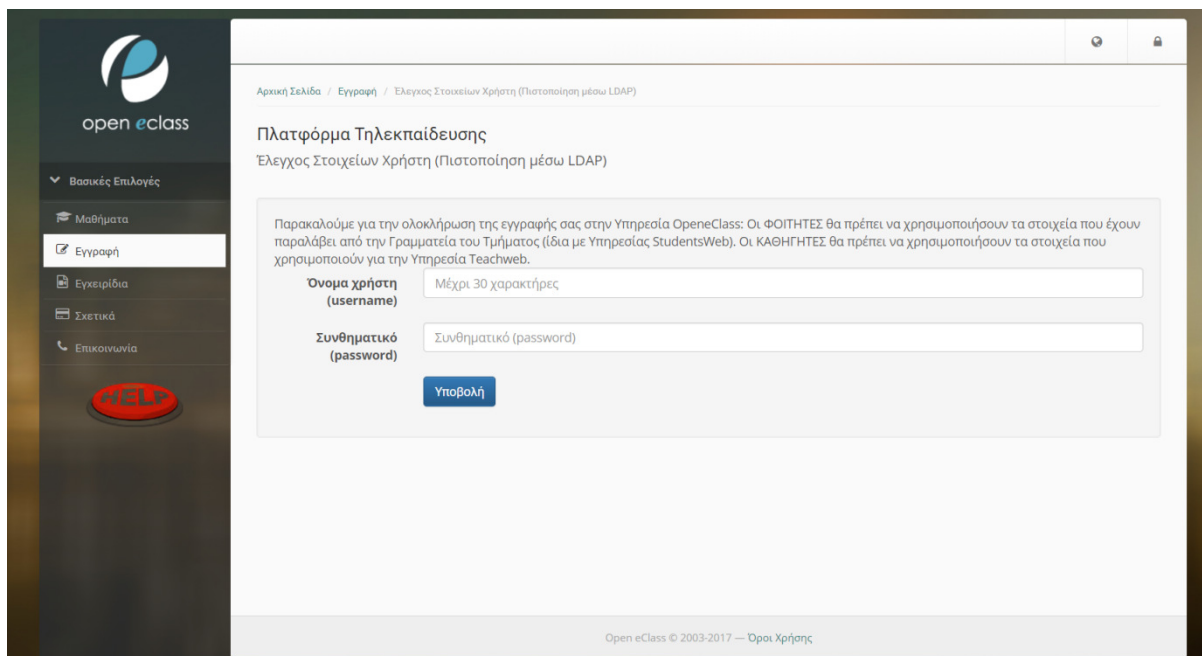 open eclass
Βασικές Επιλογές
Μαθήματα
Εγγραφή
Εγχειρίδια
Σχετικά
Επικοινωνία
HELP
Αρχική Σελίδα / Εγγραφή / Έλεγχος Στοιχείων Χρήστη (Πιστοποίηση μέσω LDAP)
Πλατφόρμα Τηλεκπαίδευσης
Έλεγχος Στοιχείων Χρήστη (Πιστοποίηση μέσω LDAP)
Παρακαλούμε για την ολοκλήρωση της εγγραφής σας στην Υπηρεσία OpeneClass: Οι ΦΟΙΤΗΤΕΣ θα πρέπει να χρησιμοποιήσουν τα στοιχεία που έχουν
παραλάβει από την Γραμματεία του Τμήματος (ίδια με Υπηρεσίας StudentsWeb). Οι ΚΑΘΗΓΗΤΕΣ θα πρέπει να χρησιμοποιήσουν τα στοιχεία που
χρησιμοποιούν για την Υπηρεσία Teachweb.
Όνομα χρήστη
(username)
Μέχρι 30 χαρακτήρες
Συνθηματικό
(password)
Συνθηματικό (password)
Υποβολή
Open eClass © 2003-2017 — Όροι Χρήσης